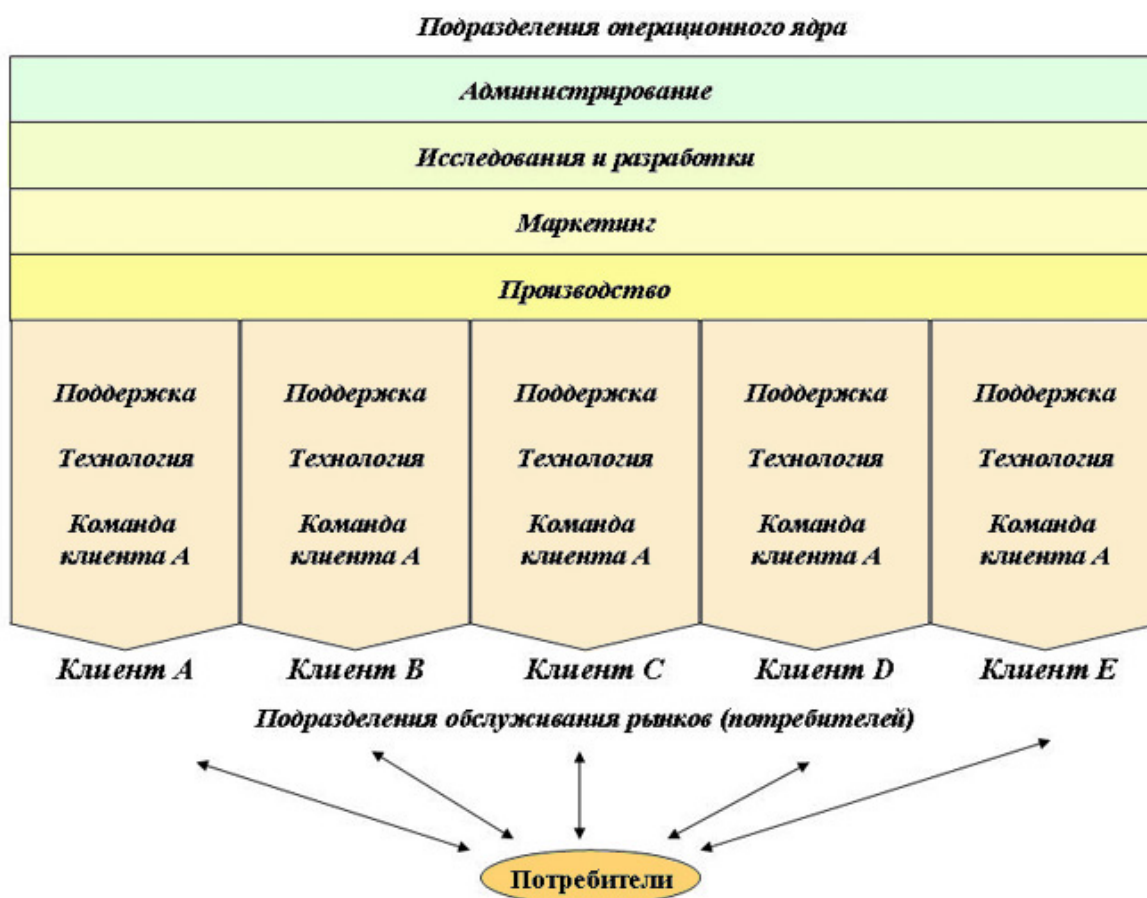 Подразделения операционного ядра
Администрирование
Исследования и разработки
Маркетинг
Производство
Поддержка
Технология
Команда
клиента А
Поддержка
Технология
Команда
клиента А
Поддержка
Технология
Команда
клиента А
Поддержка
Технология
Команда
клиента А
Поддержка
Технология
Команда
клиента А
Клиент A
Клиент B
Клиент C
Клиент D
Клиент E
Подразделения обслуживания рынков (потребителей)
Потребители